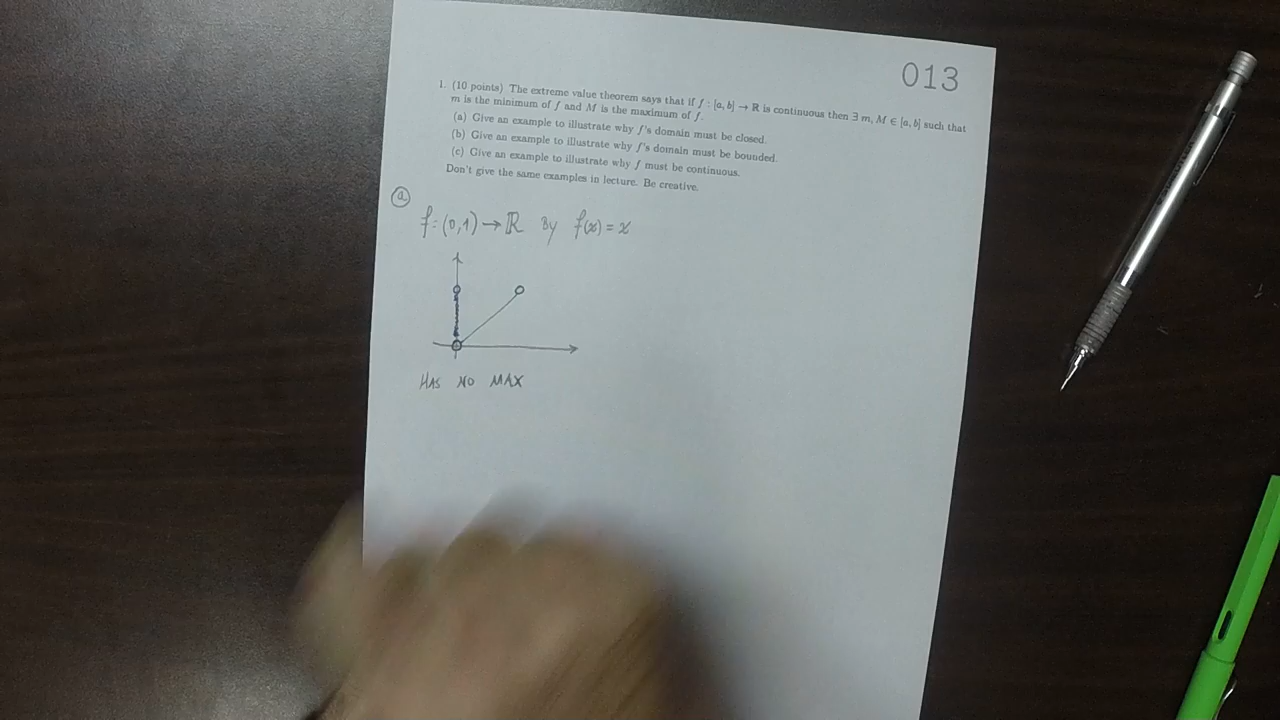 013
1. (10 points) The extreme value theorem says that if f : [a, b] → ℝ is continuous then ∃ m, M ∈ [a, b] such that
m is the minimum of f and M is the maximum of f.
(a) Give an example to illustrate why f's domain must be closed.
(b) Give an example to illustrate why f's domain must be bounded.
(c) Give an example to illustrate why f must be continuous.
Don't give the same examples in lecture. Be creative.
(a)
f: (0,1) → ℝ BY f(x) = x
HAS NO MAX